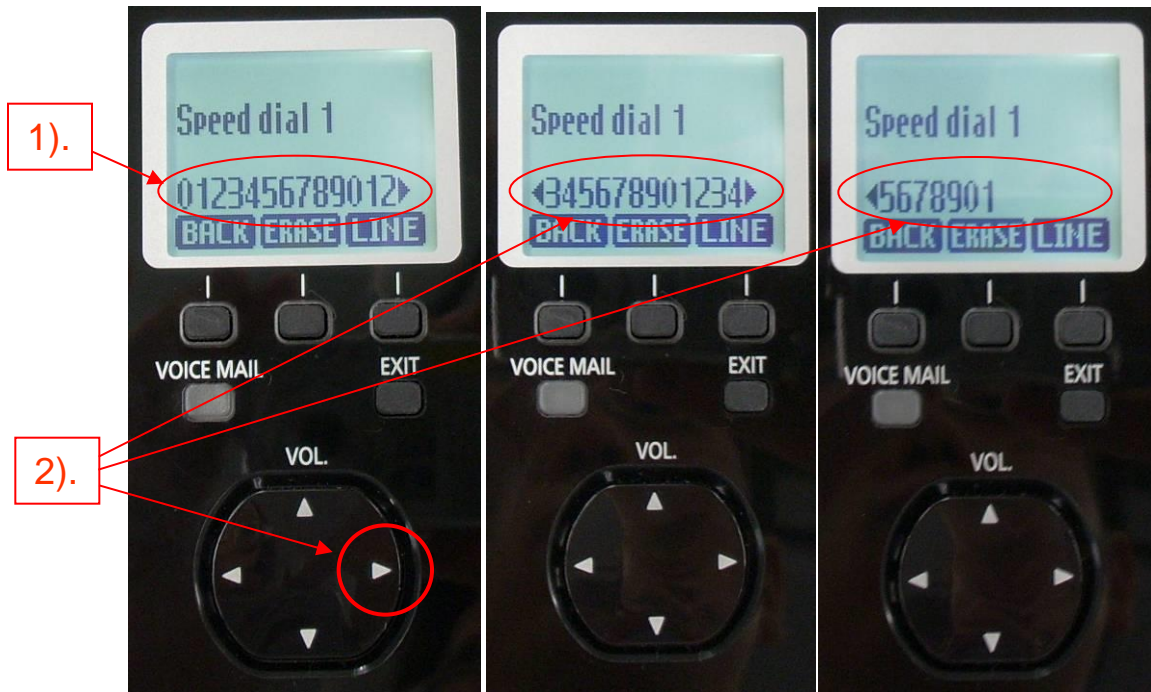 1).
Speed dial 1
0123456789012▶
BACK ERASE LINE
VOICE MAIL
EXIT
2).
VOL.
Speed dial 1
◀345678901234▶
BACK ERASE LINE
VOICE MAIL
EXIT
VOL.
Speed dial 1
◀5678901
BACK ERASE LINE
VOICE MAIL
EXIT
VOL.